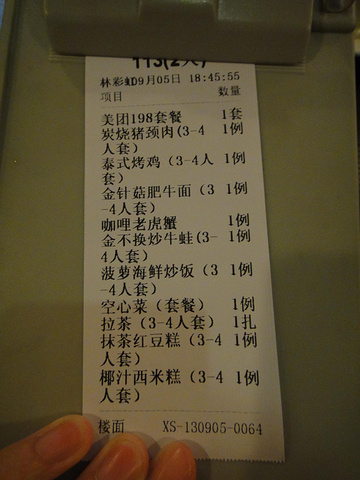 113(2人)
林彩虹09月05日 18:45:55
项目 数量
美团198套餐 1套
炭烧猪颈肉(3-4 1例
人套)
泰式烤鸡（3-4人 1例
套）
金针菇肥牛面（3 1例
-4人套）
咖哩老虎蟹 1例
金不换炒牛蛙(3- 1例
4人套)
菠萝海鲜炒饭（3 1例
-4人套）
空心菜（套餐） 1例
拉茶（3-4人套） 1扎
抹茶红豆糕（3-4 1例
人套）
椰汁西米糕（3-4 1例
人套）
楼面 XS-130905-0064